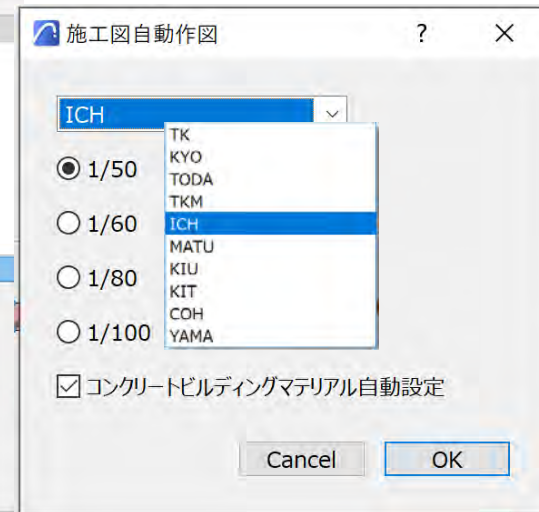 施工図自動作図 ? ×
ICH
TK
KYO
TODA
TKM
ICH
MATU
KIU
KIT
COH
YAMA
1/50
1/60
1/80
1/100
コンクリートビルディングマテリアル自動設定
Cancel OK